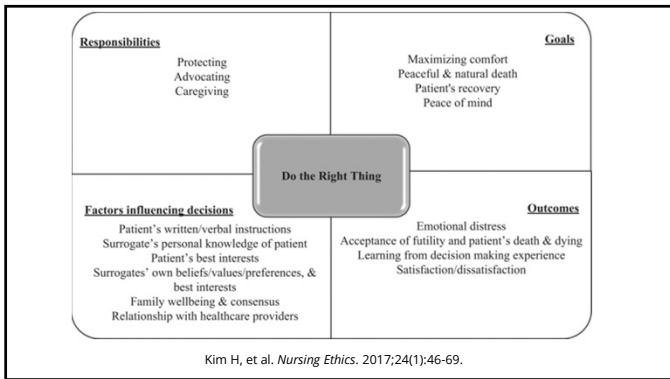 Responsibilities
Protecting
Advocating
Caregiving
Goals
Maximizing comfort
Peaceful & natural death
Patient's recovery
Peace of mind
Do the Right Thing
Factors influencing decisions
Patient's written/verbal instructions
Surrogate's personal knowledge of patient
Patient's best interests
Surrogates' own beliefs/values/preferences, &
best interests
Family wellbeing & consensus
Relationship with healthcare providers
Outcomes
Emotional distress
Acceptance of futility and patient's death & dying
Learning from decision making experience
Satisfaction/dissatisfaction
Kim H, et al. Nursing Ethics. 2017;24(1):46-69.